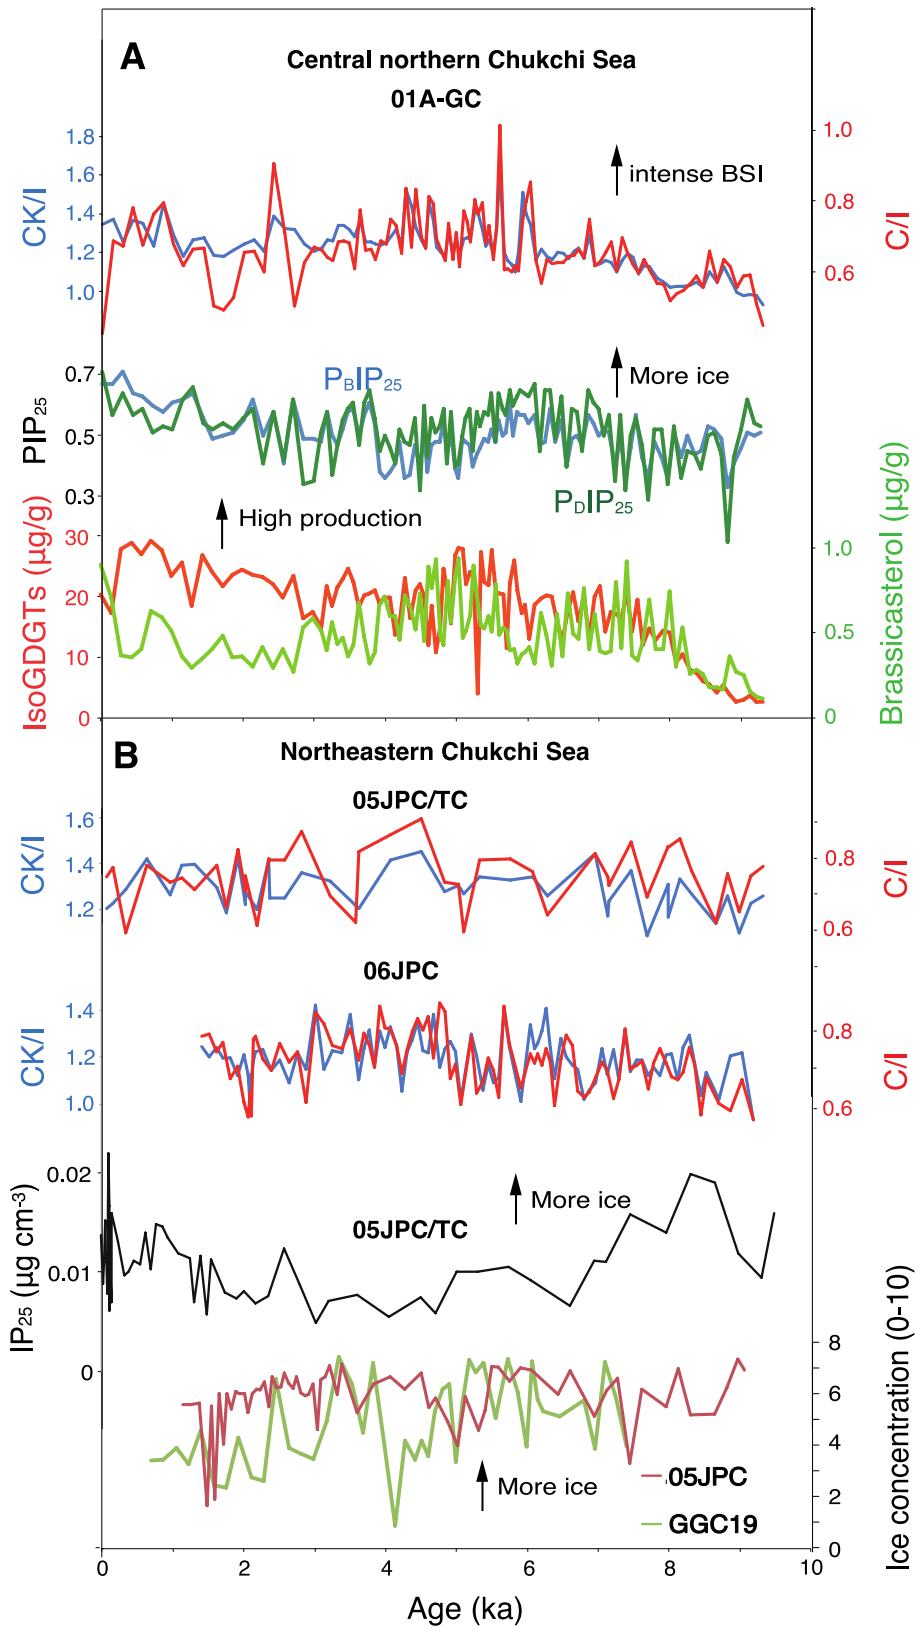 A
Central northern Chukchi Sea
01A-GC
1.8
1.6
1.4
1.2
1.0
CK/I
1.0
0.8
0.6
C/I
intense BSI
0.7
0.5
0.3
PIP25
PBIP25
More ice
PDIP25
High production
IsoGDGTs (µg/g)
30
20
10
0
Brassicasterol (µg/g)
1.0
0.5
0
B
Northeastern Chukchi Sea
05JPC/TC
1.6
1.4
1.2
CK/I
0.8
0.6
C/I
06JPC
1.4
1.2
1.0
CK/I
0.8
0.6
C/I
0.02
0.01
0
IP25 (µg cm-3)
More ice
05JPC/TC
8
6
4
2
0
Ice concentration (0-10)
More ice
05JPC
GGC19
0 2 4 6 8 10
Age (ka)